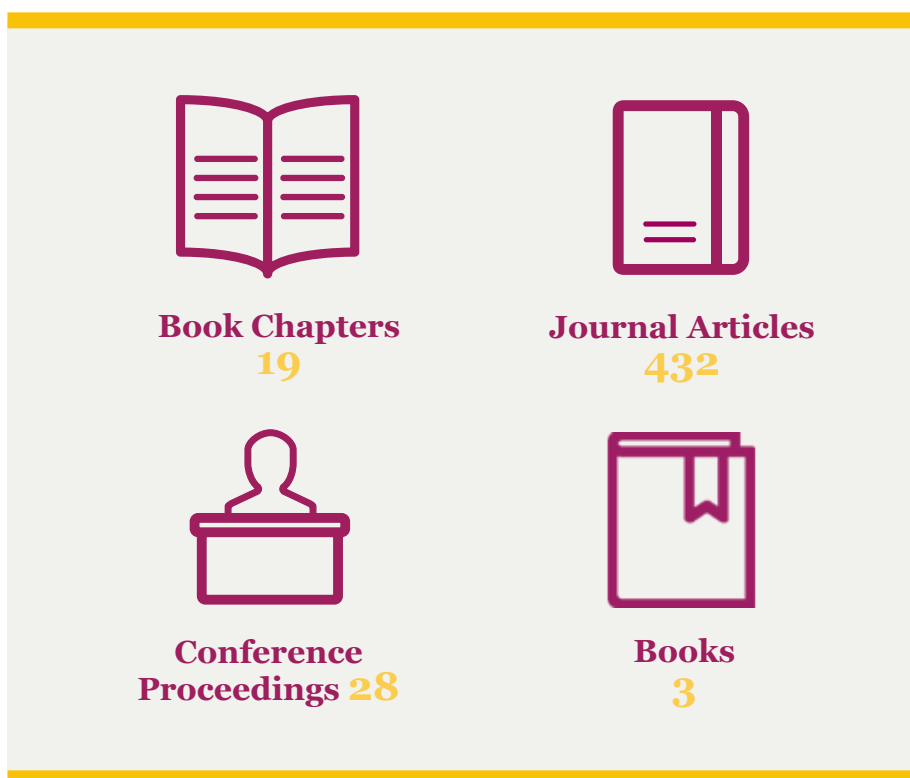 Book Chapters
19
Journal Articles
432
Conference
Proceedings 28
Books
3